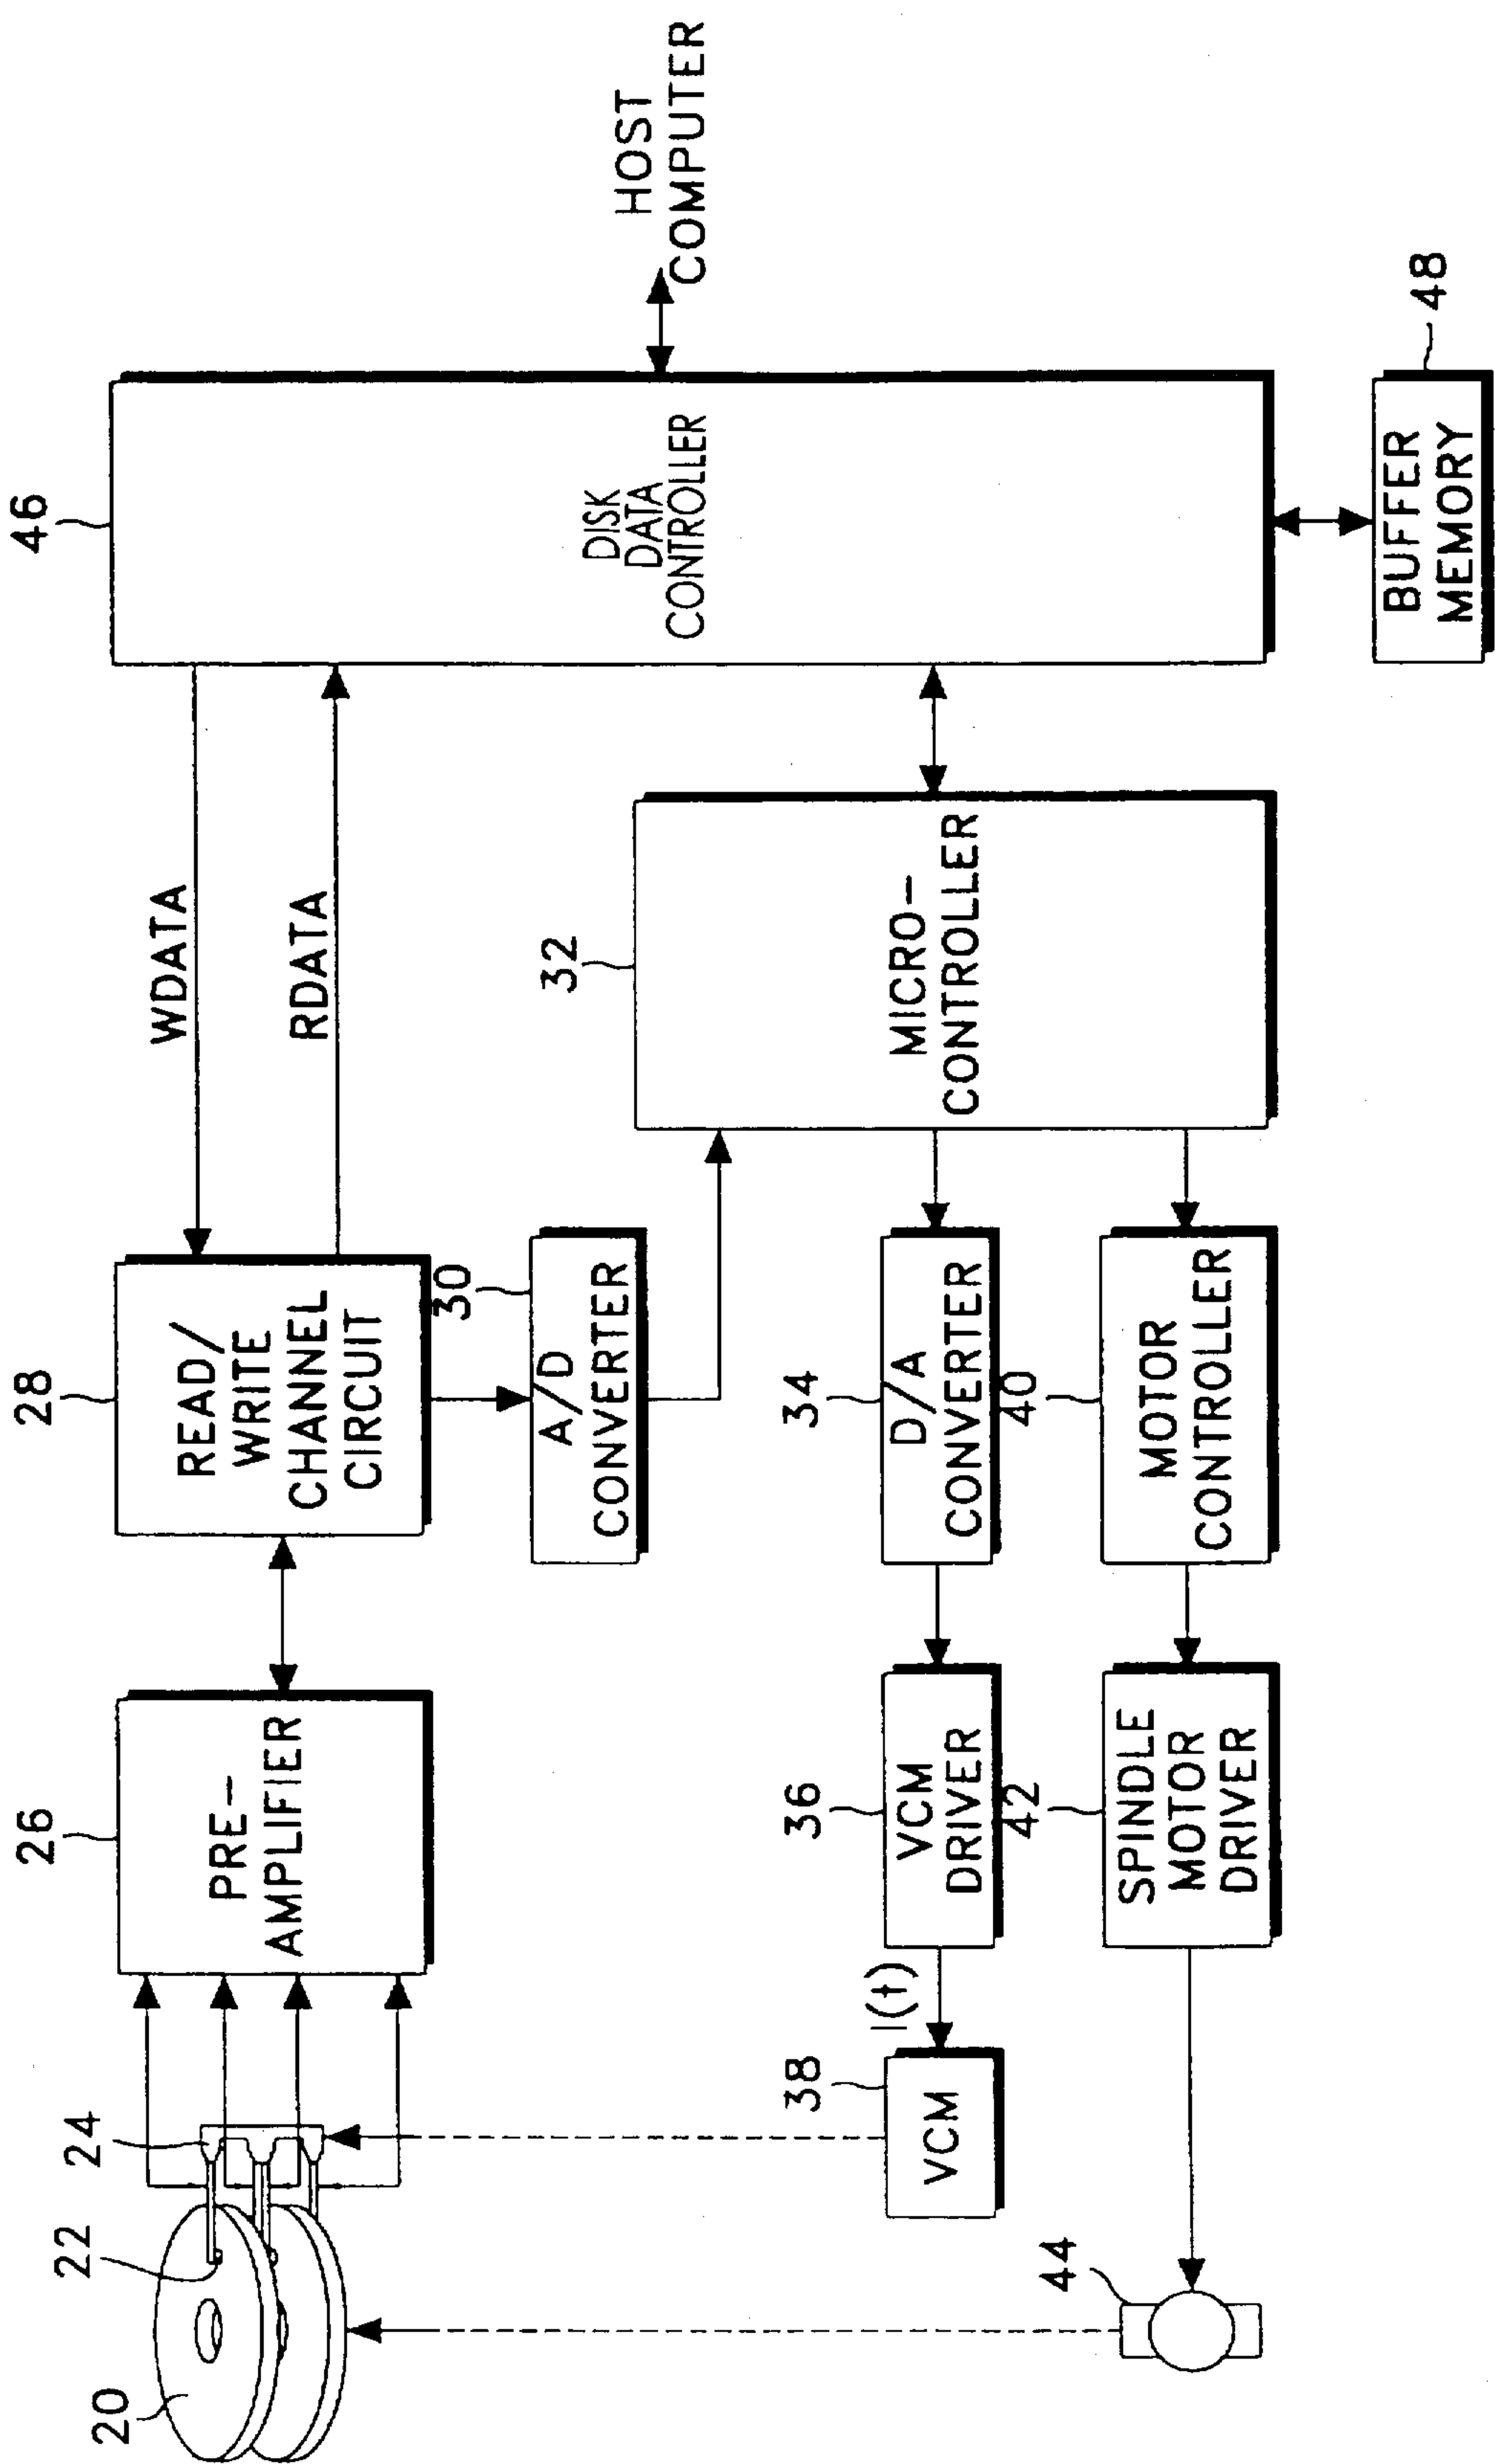 20
22
24
26
PRE-
AMPLIFIER
28
READ/
WRITE
CHANNEL
CIRCUIT
WDATA
RDATA
46
DISK
DATA
CONTROLLER
HOST
COMPUTER
30
A/D
CONVERTER
32
MICRO-
CONTROLLER
38
VCM
I(t)
36
VCM
DRIVER
34
D/A
CONVERTER
44
42
SPINDLE
MOTOR
DRIVER
40
MOTOR
CONTROLLER
48
BUFFER
MEMORY